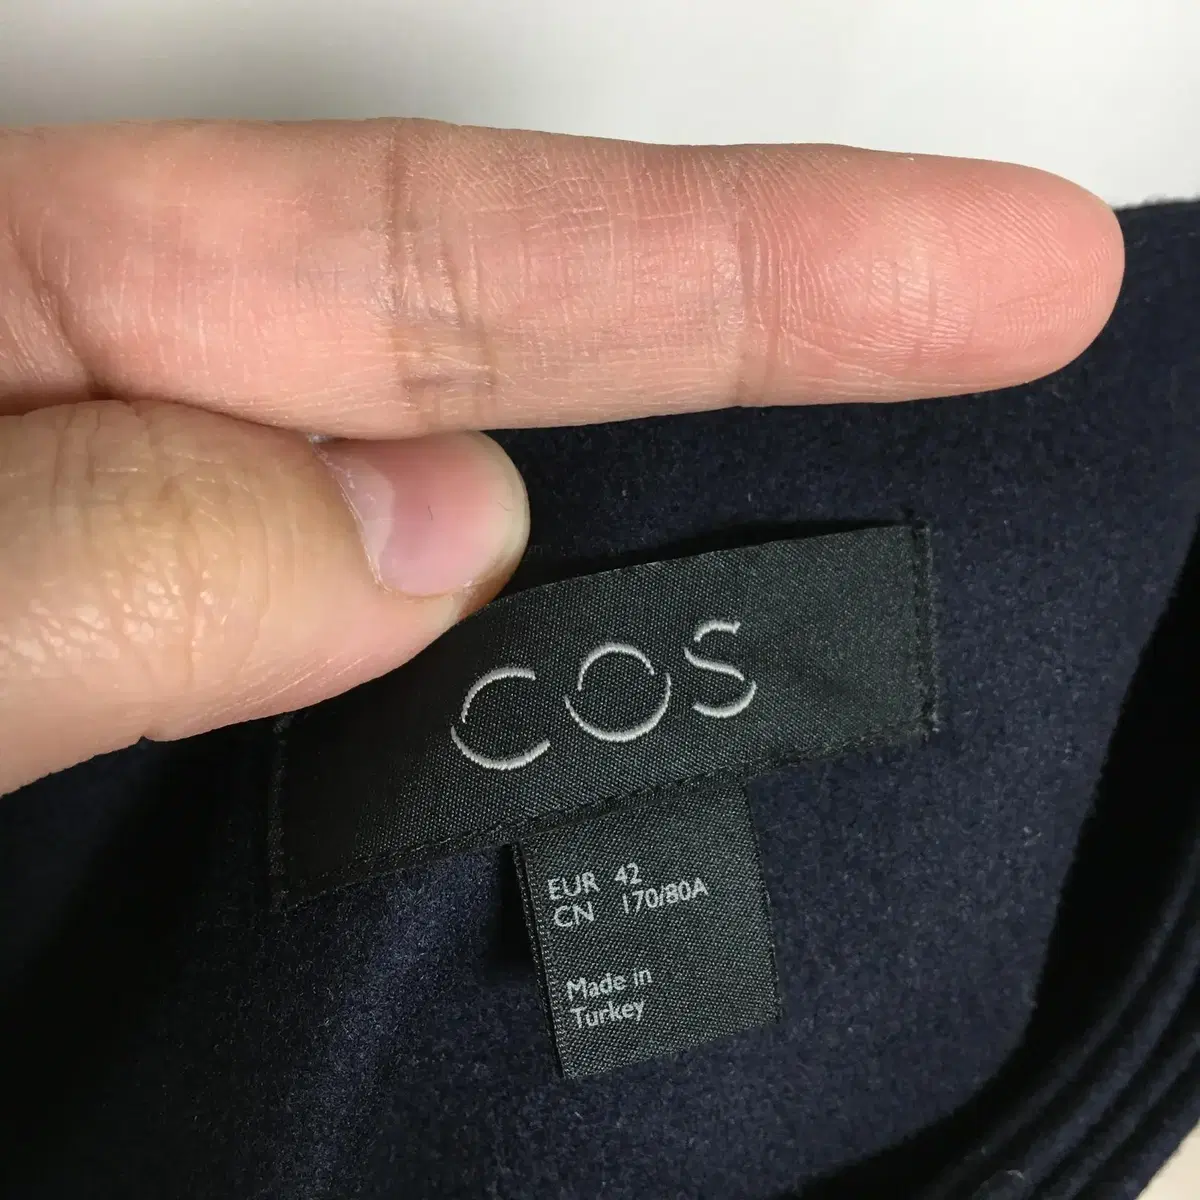 COS
EUR 42
CN 170/80A
Made in
Turkey